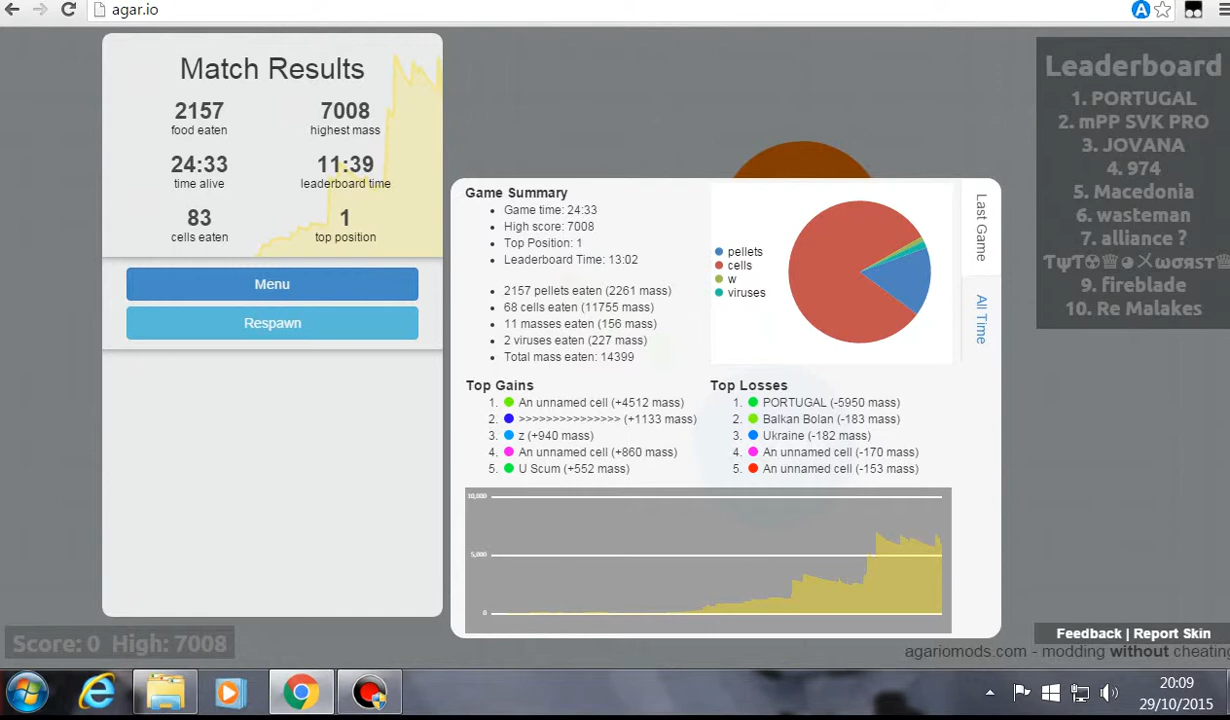 agar.io
Match Results
2157
food eaten
7008
highest mass
24:33
time alive
11:39
leaderboard time
83
cells eaten
1
top position
Menu
Respawn
Game Summary
Game time: 24:33
High score: 7008
Top Position: 1
Leaderboard Time: 13:02
2157 pellets eaten (2261 mass)
68 cells eaten (11755 mass)
11 masses eaten (156 mass)
2 viruses eaten (227 mass)
Total mass eaten: 14399
pellets
cells
w
viruses
Last Game
All Time
Top Gains
1. An unnamed cell (+4512 mass)
2. >>>>>>>>>>>>>>> (+1133 mass)
3. z (+940 mass)
4. An unnamed cell (+860 mass)
5. U Scum (+552 mass)
Top Losses
1. PORTUGAL (-5950 mass)
2. Balkan Bolan (-183 mass)
3. Ukraine (-182 mass)
4. An unnamed cell (-170 mass)
5. An unnamed cell (-153 mass)
10,000
5,000
0
Leaderboard
1. PORTUGAL
2. mPP SVK PRO
3. JOVANA
4. 974
5. Macedonia
6. wasteman
7. alliance ?
9. fireblade
10. Re Malakes
Score: 0 High: 7008
Feedback | Report Skin
agariomods.com - modding without cheating
20:09
29/10/2015